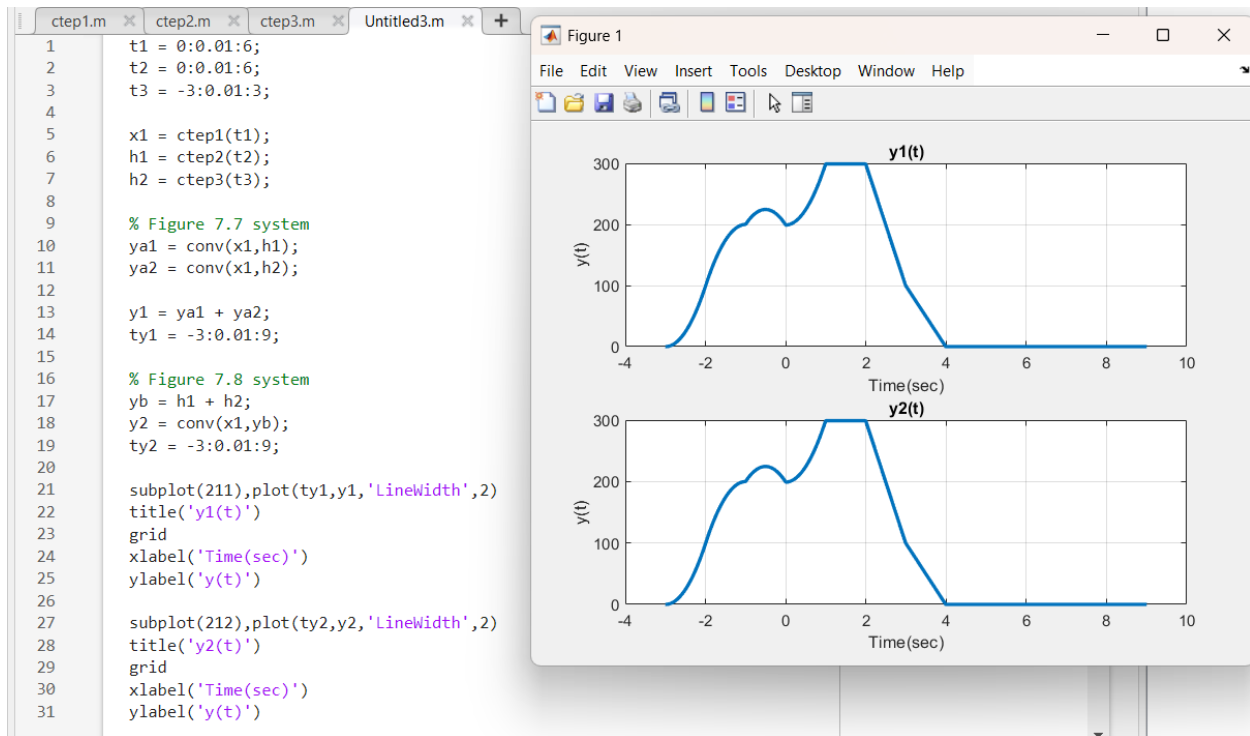 ctep1.m ctep2.m ctep3.m Untitled3.m
1 t1 = 0:0.01:6;
2 t2 = 0:0.01:6;
3 t3 = -3:0.01:3;
4
5 x1 = ctep1(t1);
6 h1 = ctep2(t2);
7 h2 = ctep3(t3);
8
9 % Figure 7.7 system
10 ya1 = conv(x1,h1);
11 ya2 = conv(x1,h2);
12
13 y1 = ya1 + ya2;
14 ty1 = -3:0.01:9;
15
16 % Figure 7.8 system
17 yb = h1 + h2;
18 y2 = conv(x1,yb);
19 ty2 = -3:0.01:9;
20
21 subplot(211),plot(ty1,y1,'LineWidth',2)
22 title('y1(t)')
23 grid
24 xlabel('Time(sec)')
25 ylabel('y(t)')
26
27 subplot(212),plot(ty2,y2,'LineWidth',2)
28 title('y2(t)')
29 grid
30 xlabel('Time(sec)')
31 ylabel('y(t)')
Figure 1
File Edit View Insert Tools Desktop Window Help
y1(t)
300
200
100
0
y(t)
-4 -2 0 2 4 6 8 10
Time(sec)
y2(t)
300
200
100
0
y(t)
-4 -2 0 2 4 6 8 10
Time(sec)